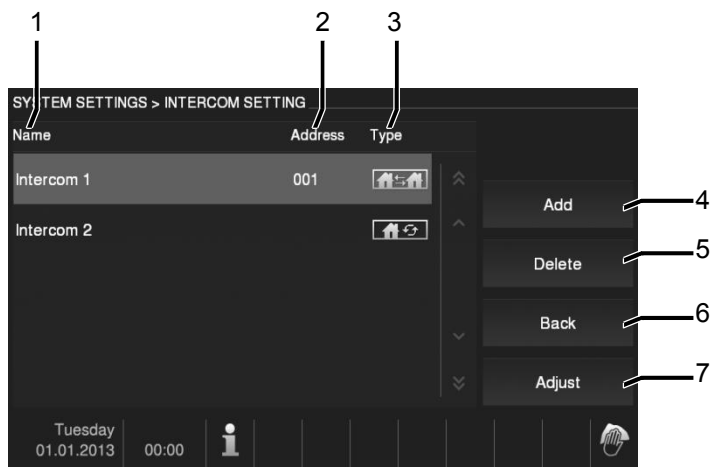 1 2 3
SYSTEM SETTINGS > INTERCOM SETTING
Name Address Type
Intercom 1 001
Add 4
Intercom 2
Delete 5
Back 6
Adjust 7
Tuesday
01.01.2013 00:00 i